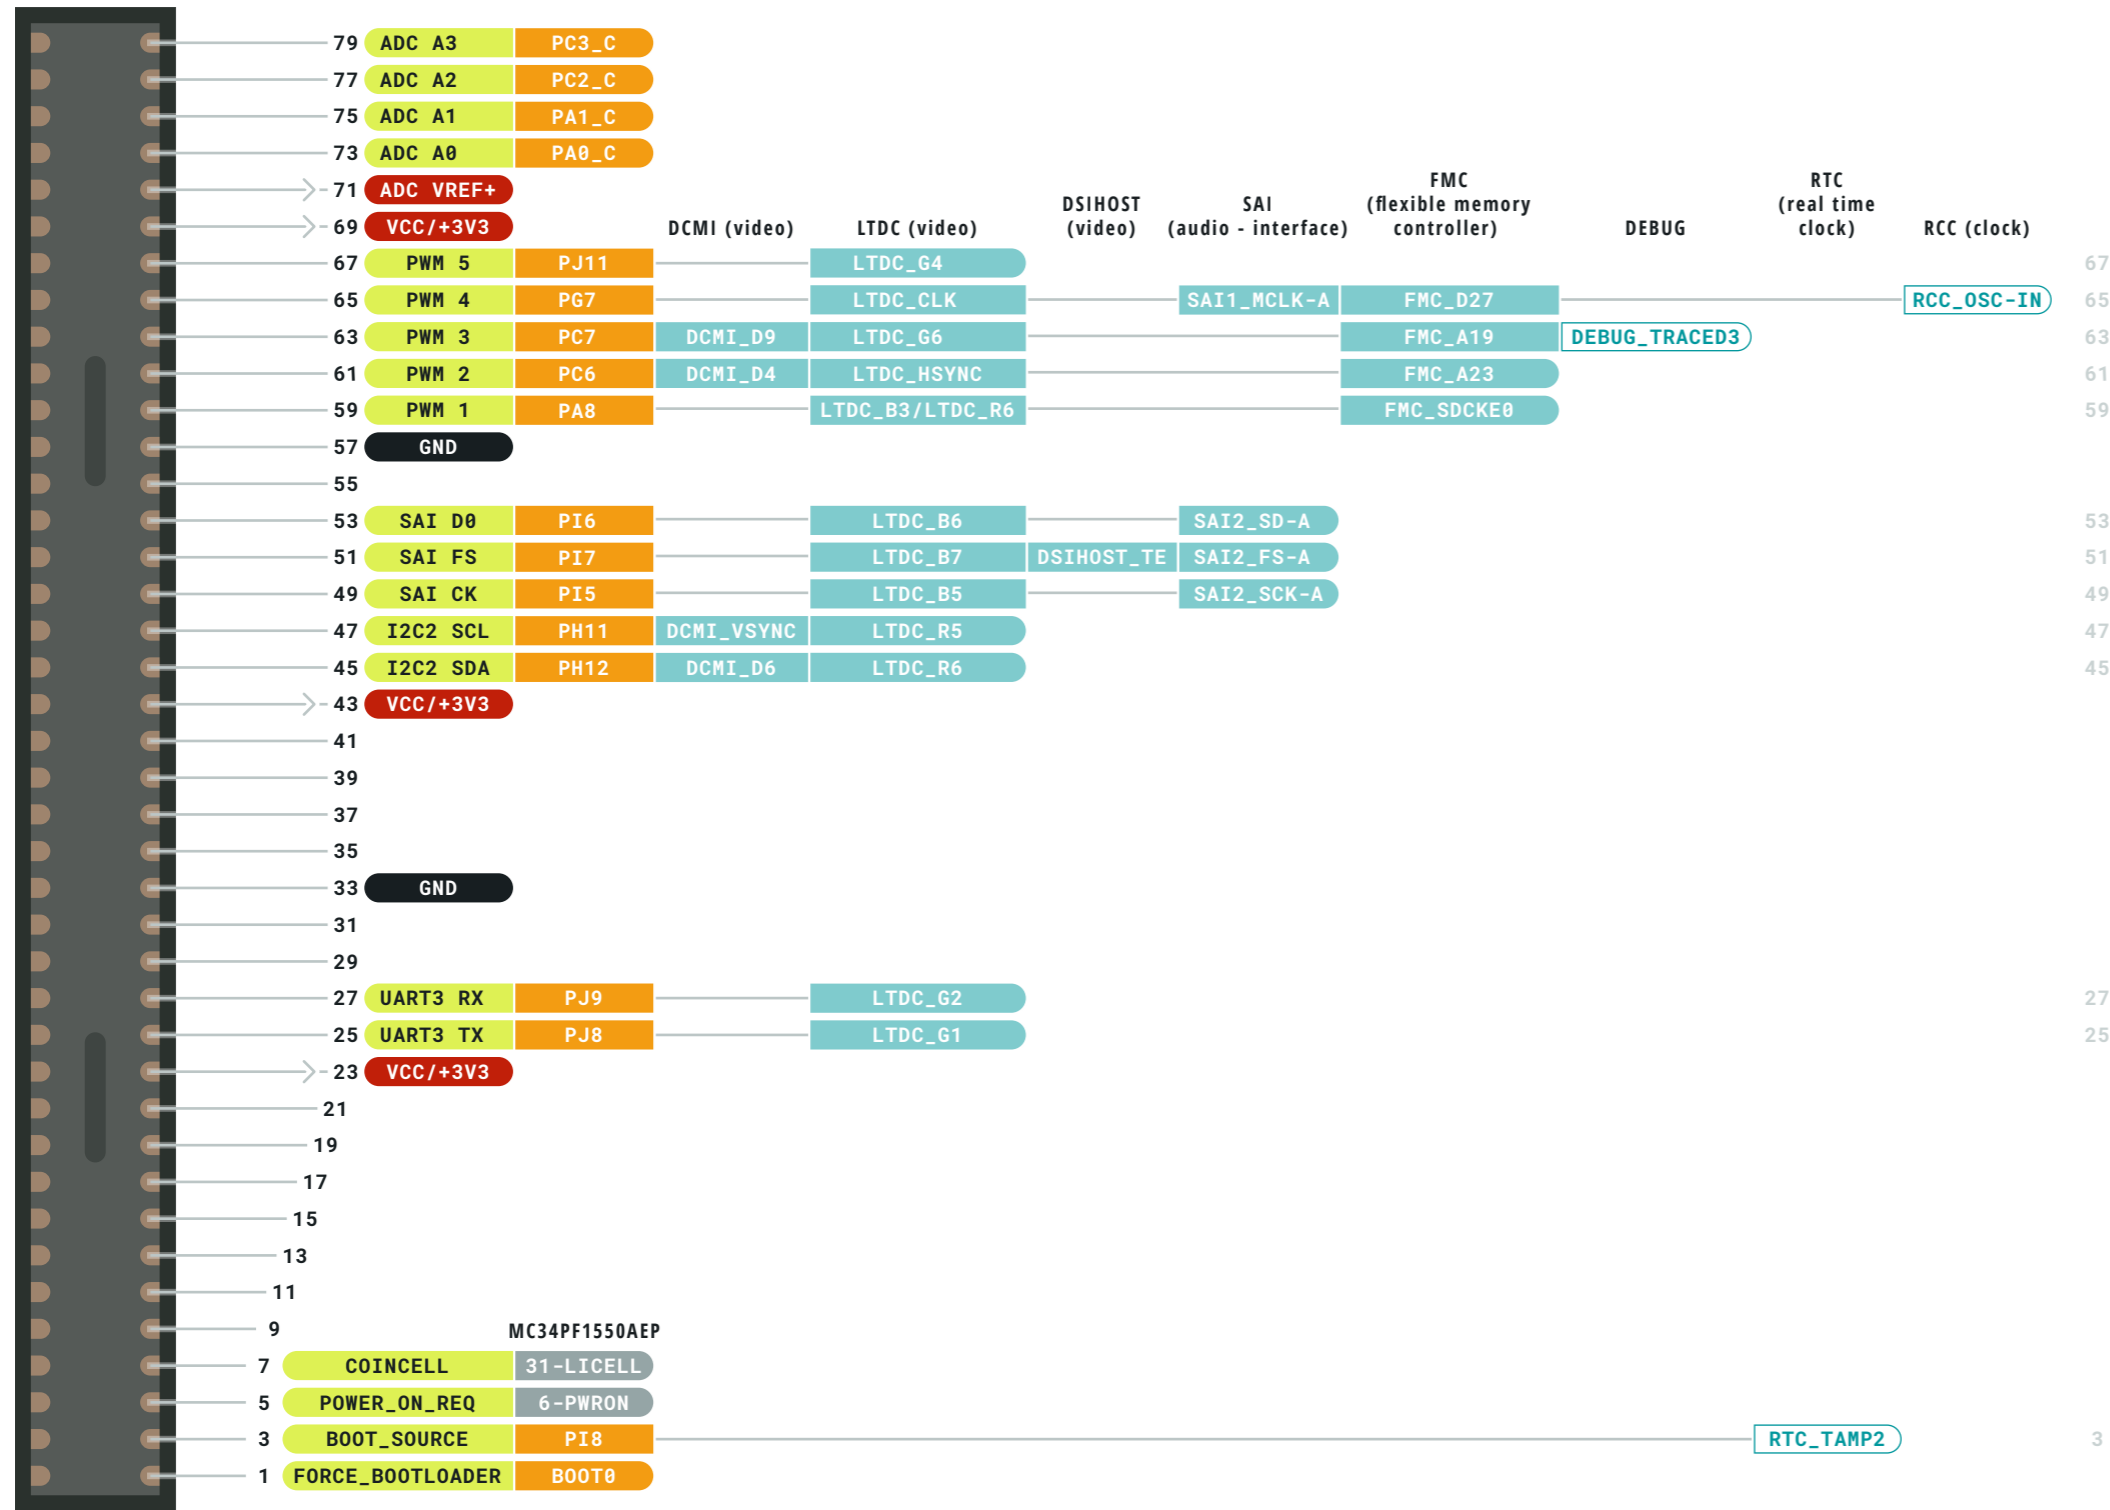 79 ADC A3 PC3_C
77 ADC A2 PC2_C
75 ADC A1 PA1_C
73 ADC A0 PA0_C
71 ADC VREF+
69 VCC/+3V3
DCMI (video)
LTDC (video)
DSIHOST
(video)
SAI
(audio - interface)
FMC
(flexible memory
controller)
DEBUG
RTC
(real time
clock)
RCC (clock)
67 PWM 5 PJ11 LTDC_G4 67
65 PWM 4 PG7 LTDC_CLK SAI1_MCLK-A FMC_D27 RCC_OSC-IN 65
63 PWM 3 PC7 DCMI_D9 LTDC_G6 FMC_A19 DEBUG_TRACED3 63
61 PWM 2 PC6 DCMI_D4 LTDC_HSYNC FMC_A23 61
59 PWM 1 PA8 LTDC_B3/LTDC_R6 FMC_SDCKE0 59
57 GND
55
53 SAI D0 PI6 LTDC_B6 SAI2_SD-A 53
51 SAI FS PI7 LTDC_B7 DSIHOST_TE SAI2_FS-A 51
49 SAI CK PI5 LTDC_B5 SAI2_SCK-A 49
47 I2C2 SCL PH11 DCMI_VSYNC LTDC_R5 47
45 I2C2 SDA PH12 DCMI_D6 LTDC_R6 45
43 VCC/+3V3
41
39
37
35
33 GND
31
29
27 UART3 RX PJ9 LTDC_G2 27
25 UART3 TX PJ8 LTDC_G1 25
23 VCC/+3V3
21
19
17
15
13
11
9
MC34PF1550AEP
7 COINCELL 31-LICELL
5 POWER_ON_REQ 6-PWRON
3 BOOT_SOURCE PI8 RTC_TAMP2 3
1 FORCE_BOOTLOADER BOOT0